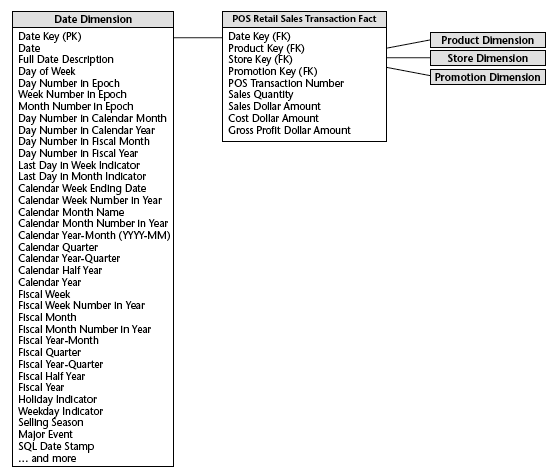 Date Dimension
Date Key (PK)
Date
Full Date Description
Day of Week
Day Number in Epoch
Week Number in Epoch
Month Number in Epoch
Day Number in Calendar Month
Day Number in Calendar Year
Day Number in Fiscal Month
Day Number in Fiscal Year
Last Day in Week Indicator
Last Day in Month Indicator
Calendar Week Ending Date
Calendar Week Number in Year
Calendar Month Name
Calendar Month Number in Year
Calendar Year-Month (YYYY-MM)
Calendar Quarter
Calendar Year-Quarter
Calendar Half Year
Calendar Year
Fiscal Week
Fiscal Week Number in Year
Fiscal Month
Fiscal Month Number in Year
Fiscal Year-Month
Fiscal Quarter
Fiscal Year-Quarter
Fiscal Half Year
Fiscal Year
Holiday Indicator
Weekday Indicator
Selling Season
Major Event
SQL Date Stamp
... and more
POS Retail Sales Transaction Fact
Date Key (FK)
Product Key (FK)
Store Key (FK)
Promotion Key (FK)
POS Transaction Number
Sales Quantity
Sales Dollar Amount
Cost Dollar Amount
Gross Profit Dollar Amount
Product Dimension
Store Dimension
Promotion Dimension